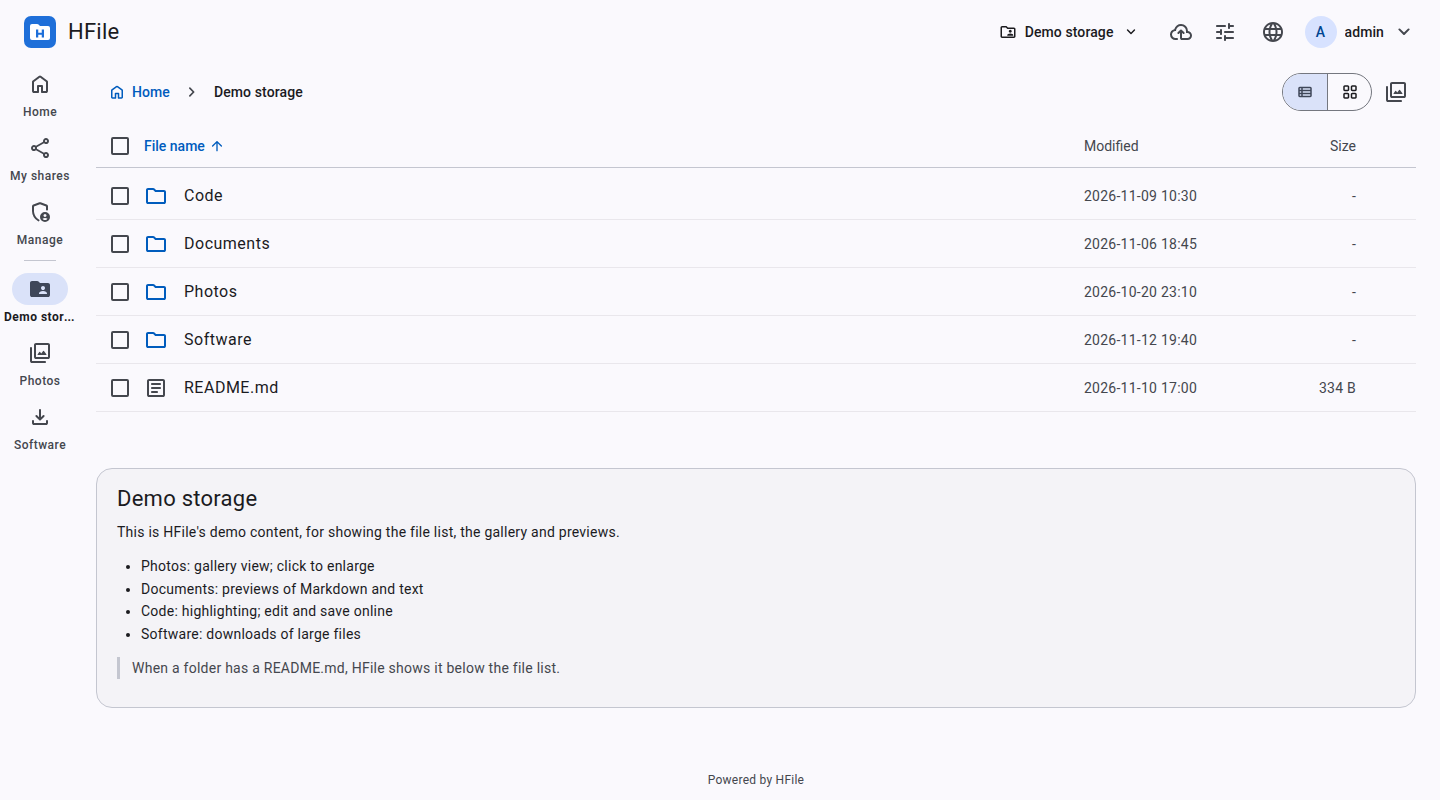 HFile
Demo storage
A
admin
Home
My shares
Manage
Demo stor...
Photos
Software
Home
Demo storage
File name
Modified
Size
Code
2026-11-09 10:30
-
Documents
2026-11-06 18:45
-
Photos
2026-10-20 23:10
-
Software
2026-11-12 19:40
-
README.md
2026-11-10 17:00
334 B
Demo storage
This is HFile's demo content, for showing the file list, the gallery and previews.
• Photos: gallery view; click to enlarge
• Documents: previews of Markdown and text
• Code: highlighting; edit and save online
• Software: downloads of large files
When a folder has a README.md, HFile shows it below the file list.
Powered by HFile